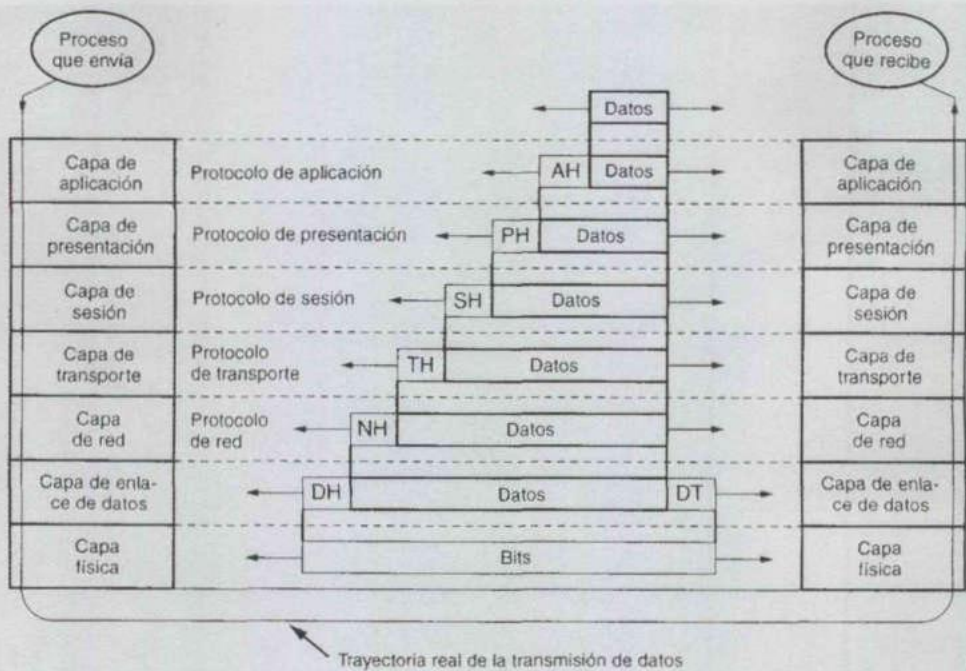 Proceso
que envía
Proceso
que recibe
Datos
Capa de
aplicación
Protocolo de aplicación
AH
Datos
Capa de
aplicación
Capa de
presentación
Protocolo de presentación
PH
Datos
Capa de
presentación
Capa de
sesión
Protocolo de sesión
SH
Datos
Capa de
sesión
Capa de
transporte
Protocolo
de transporte
TH
Datos
Capa de
transporte
Capa
de red
Protocolo
de red
NH
Datos
Capa
de red
Capa de enla-
ce de datos
DH
Datos
DT
Capa de enla-
ce de datos
Capa
física
Bits
Capa
física
Trayectoria real de la transmisión de datos